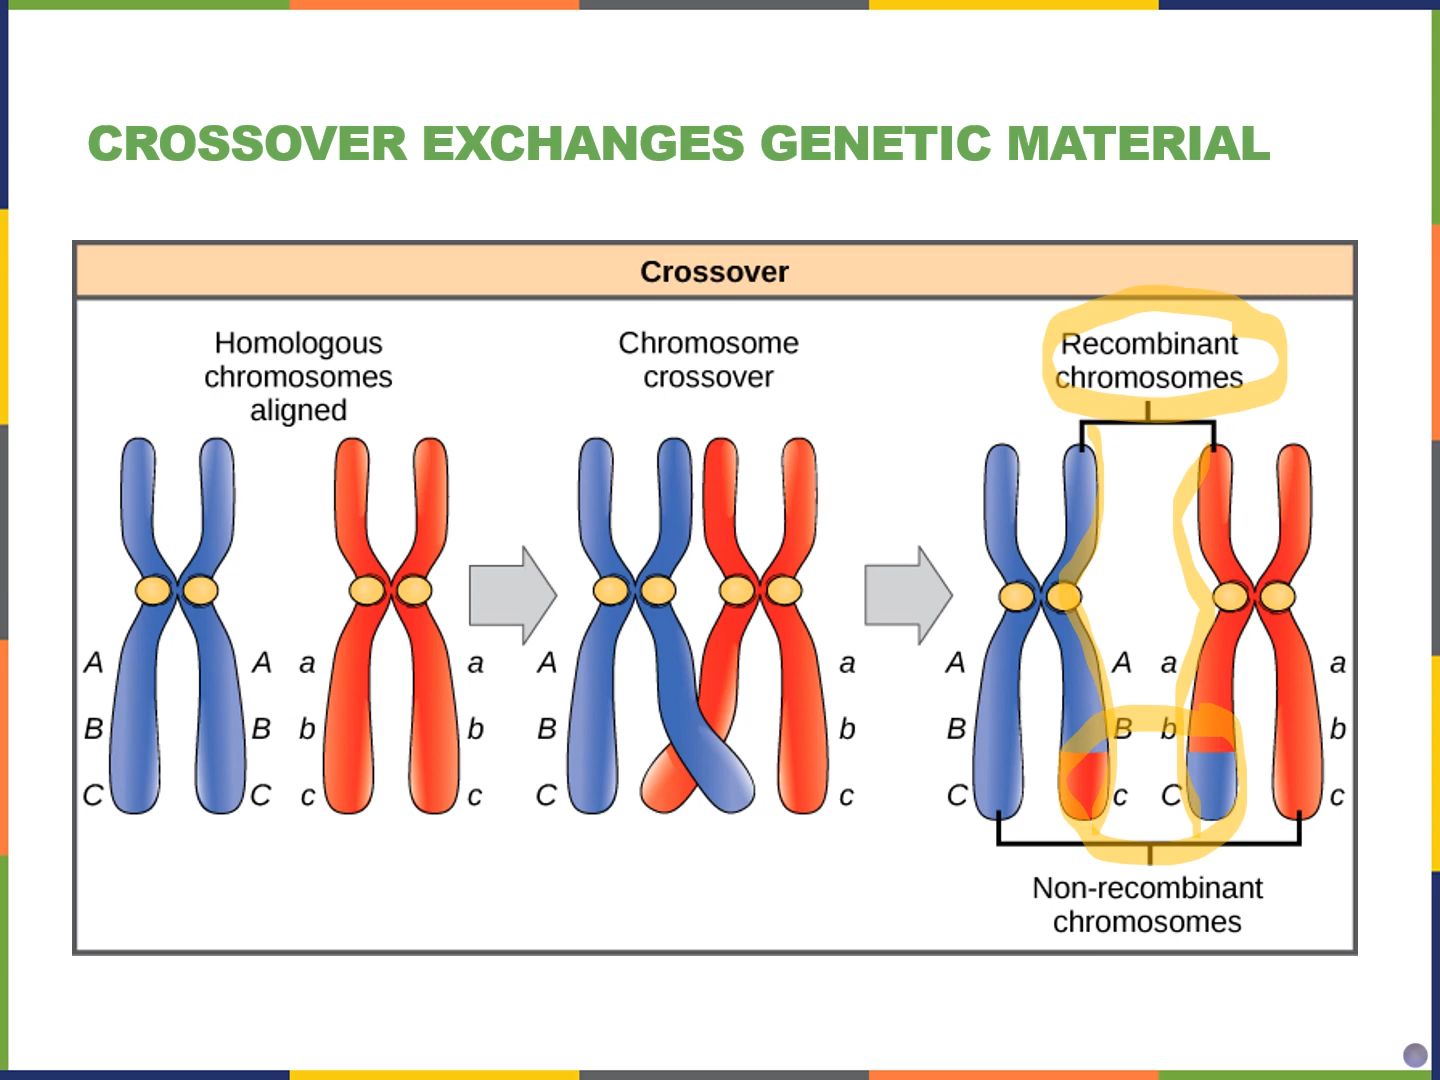 CROSSOVER EXCHANGES GENETIC MATERIAL
Crossover
Homologous
chromosomes
aligned
Chromosome
crossover
Recombinant
chromosomes
A A a a A a A A a a
B B b b B b B B b b
C C c c C c C c C c
Non-recombinant
chromosomes